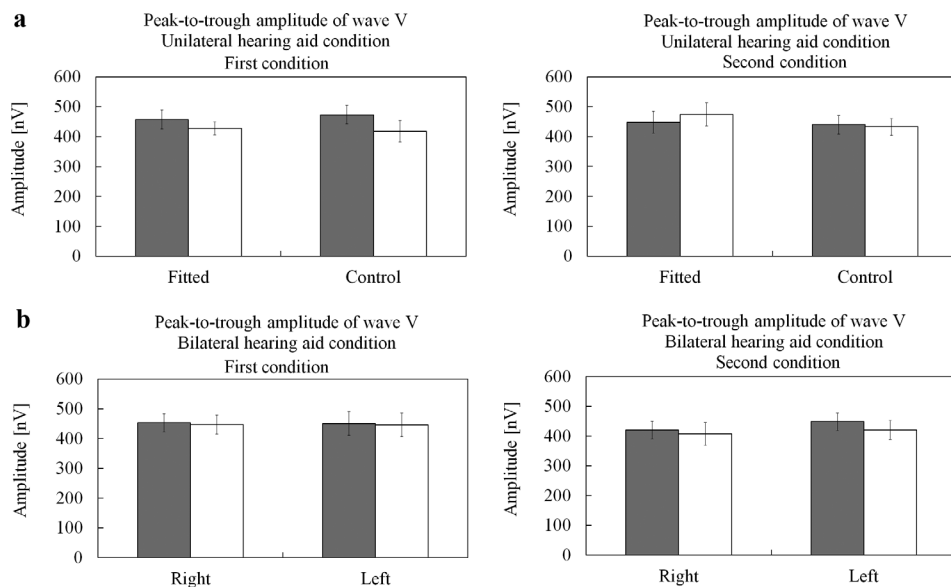 a
Peak-to-trough amplitude of wave V
Unilateral hearing aid condition
First condition
Amplitude [nV]
600
500
400
300
200
100
0
Fitted
Control
Peak-to-trough amplitude of wave V
Unilateral hearing aid condition
Second condition
Amplitude [nV]
600
500
400
300
200
100
0
Fitted
Control
b
Peak-to-trough amplitude of wave V
Bilateral hearing aid condition
First condition
Amplitude [nV]
600
500
400
300
200
100
0
Right
Left
Peak-to-trough amplitude of wave V
Bilateral hearing aid condition
Second condition
Amplitude [nV]
600
500
400
300
200
100
0
Right
Left